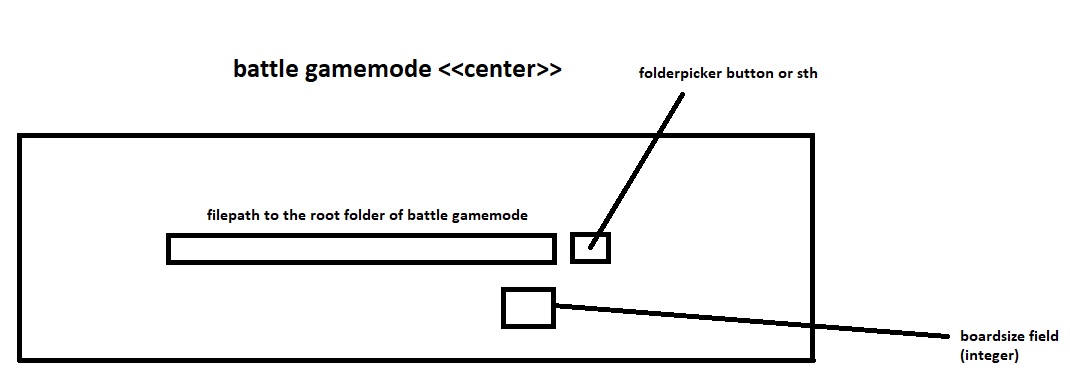 battle gamemode <<center>>
folderpicker button or sth
filepath to the root folder of battle gamemode
boardsize field
(integer)